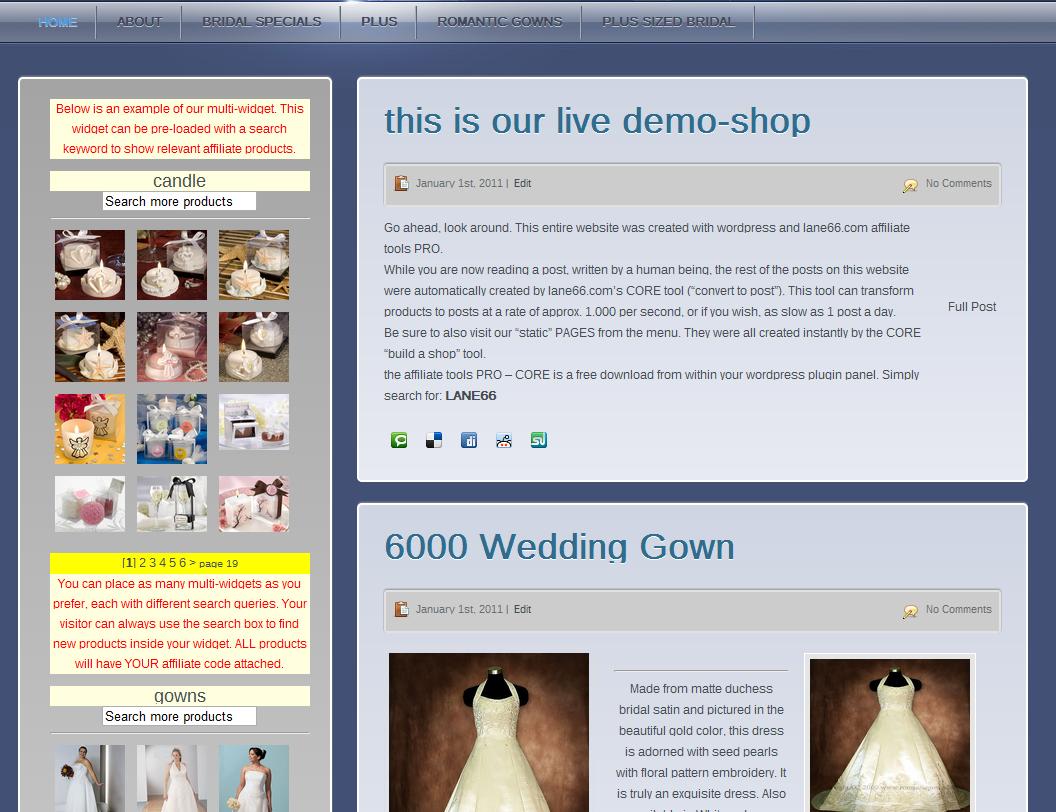 HOME ABOUT BRIDAL SPECIALS PLUS ROMANTIC GOWNS PLUS SIZED BRIDAL
Below is an example of our multi-widget. This
widget can be pre-loaded with a search
keyword to show relevant affiliate products.
candle
Search more products
[1] 2 3 4 5 6 > page 19
You can place as many multi-widgets as you
prefer, each with different search queries. Your
visitor can always use the search box to find
new products inside your widget. ALL products
will have YOUR affiliate code attached.
gowns
Search more products
this is our live demo-shop
January 1st, 2011 | Edit No Comments
Go ahead, look around. This entire website was created with wordpress and lane66.com affiliate
tools PRO.
While you are now reading a post, written by a human being, the rest of the posts on this website
were automatically created by lane66.com's CORE tool (“convert to post”). This tool can transform
products to posts at a rate of approx. 1.000 per second, or if you wish, as slow as 1 post a day.
Full Post
Be sure to also visit our “static” PAGES from the menu. They were all created instantly by the CORE
“build a shop” tool.
the affiliate tools PRO – CORE is a free download from within your wordpress plugin panel. Simply
search for: LANE66
6000 Wedding Gown
January 1st, 2011 | Edit No Comments
Made from matte duchess
bridal satin and pictured in the
beautiful gold color, this dress
is adorned with seed pearls
with floral pattern embroidery. It
is truly an exquisite dress. Also